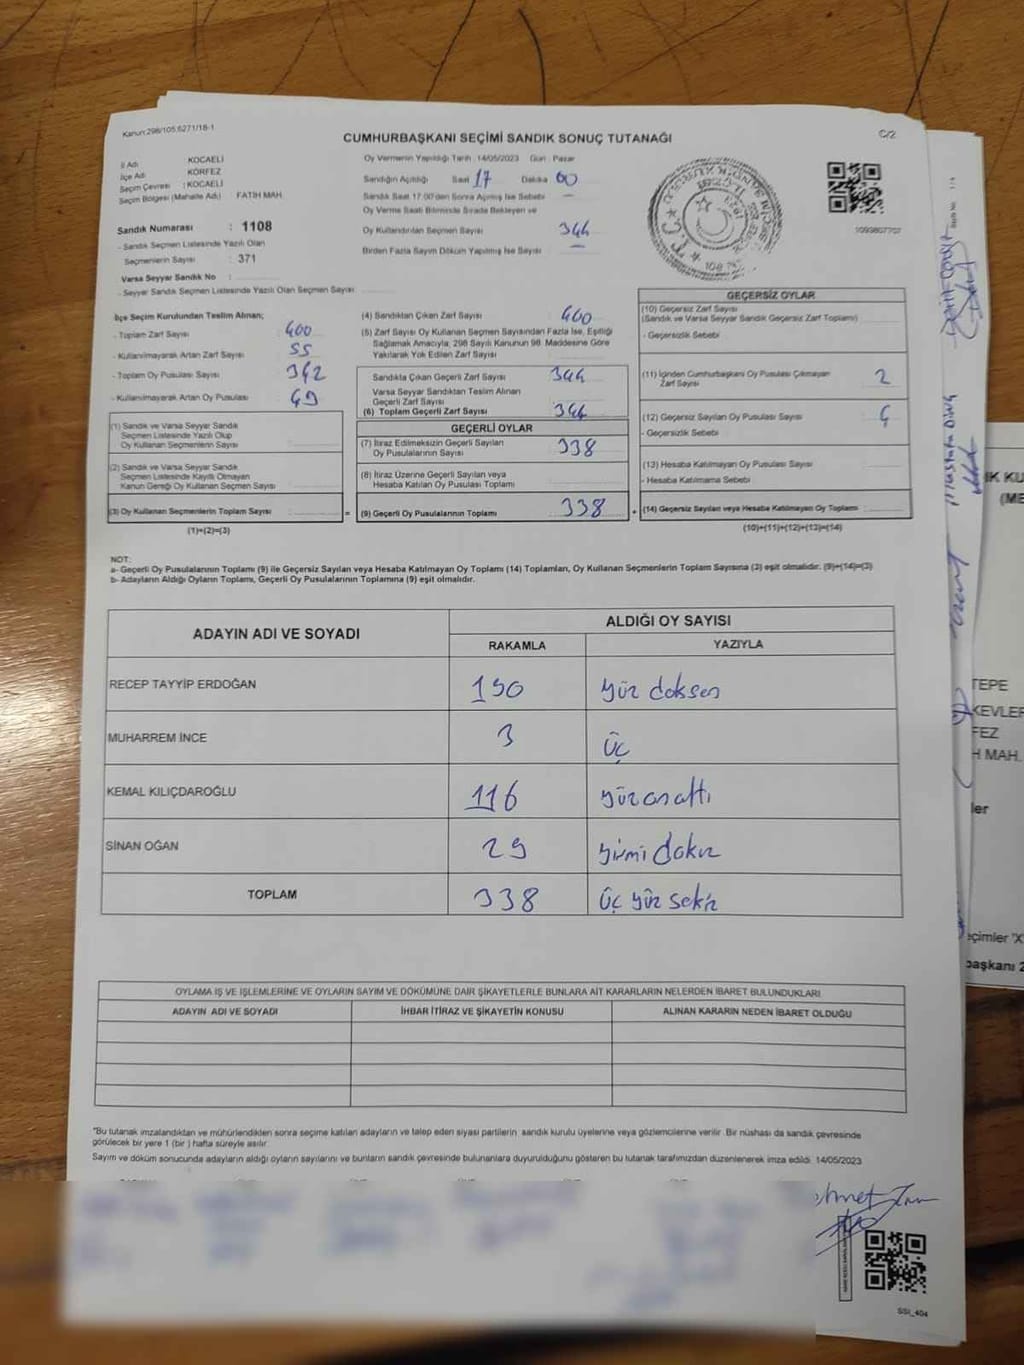 Kanun:298/105,6271/18-1
CUMHURBAŞKANI SEÇİMİ SANDIK SONUÇ TUTANAĞI
C/2
İl Adı KOCAELİ
İlçe Adı KÖRFEZ
Seçim Çevresi : KOCAELİ
Seçim Bölgesi (Mahalle Adı) FATİH MAH.
Sandık Numarası : 1108
- Sandık Seçmen Listesinde Yazılı Olan
Seçmenlerin Sayısı : 371
Varsa Seyyar Sandık No :
- Seyyar Sandık Seçmen Listesinde Yazılı Olan Seçmen Sayısı
Oy Vermenin Yapıldığı Tarih : 14/05/2023 Gün : Pazar
Sandığın Açıldığı Saat 17 Dakika 00
Sandık Saat 17:00'den Sonra Açılmış İse Sebebi —
Oy Verme Saati Bitiminde Sırada Bekleyen ve
Oy Kullandırılan Seçmen Sayısı 344
Birden Fazla Sayım Döküm Yapılmış İse Sayısı —
1093807707
İlçe Seçim Kurulundan Teslim Alınan;
- Toplam Zarf Sayısı : 400
- Kullanılmayarak Artan Zarf Sayısı : 55
- Toplam Oy Pusulası Sayısı : 342
- Kullanılmayarak Artan Oy Pusulası : 49
(1) Sandık ve Varsa Seyyar Sandık
Seçmen Listesinde Yazılı Olup
Oy Kullanan Seçmenlerin Sayısı :
(2) Sandık ve Varsa Seyyar Sandık
Seçmen Listesinde Kayıtlı Olmayan
Kanun Gereği Oy Kullanan Seçmen Sayısı :
(3) Oy Kullanan Seçmenlerin Toplam Sayısı : =
(1)+(2)=(3)
(4) Sandıktan Çıkan Zarf Sayısı : 400
(5) Zarf Sayısı Oy Kullanan Seçmen Sayısından Fazla İse, Eşitliği
Sağlamak Amacıyla, 298 Sayılı Kanunun 98. Maddesine Göre
Yakılarak Yok Edilen Zarf Sayısı :
Sandıkta Çıkan Geçerli Zarf Sayısı : 344
Varsa Seyyar Sandıktan Teslim Alınan
Geçerli Zarf Sayısı :
(6) Toplam Geçerli Zarf Sayısı : 344
GEÇERLİ OYLAR
(7) İtiraz Edilmeksizin Geçerli Sayılan
Oy Pusulalarının Sayısı : 338
(8) İtiraz Üzerine Geçerli Sayılan veya
Hesaba Katılan Oy Pusulası Toplamı :
(9) Geçerli Oy Pusulalarının Toplamı : 338 +
GEÇERSİZ OYLAR
(10) Geçersiz Zarf Sayısı
(Sandık ve Varsa Seyyar Sandık Geçersiz Zarf Toplamı) :
- Geçersizlik Sebebi :
(11) İçinden Cumhurbaşkanı Oy Pusulası Çıkmayan
Zarf Sayısı : 2
(12) Geçersiz Sayılan Oy Pusulası Sayısı :
- Geçersizlik Sebebi :
(13) Hesaba Katılmayan Oy Pusulası Sayısı :
- Hesaba Katılmama Sebebi :
(14) Geçersiz Sayılan veya Hesaba Katılmayan Oy Toplamı :
(10)+(11)+(12)+(13)=(14)
NOT:
a- Geçerli Oy Pusulalarının Toplamı (9) ile Geçersiz Sayılan veya Hesaba Katılmayan Oy Toplamı (14) Toplamları, Oy Kullanan Seçmenlerin Toplam Sayısına (3) eşit olmalıdır. (9)+(14)=(3)
b- Adayların Aldığı Oyların Toplamı, Geçerli Oy Pusulalarının Toplamına (9) eşit olmalıdır.
ADAYIN ADI VE SOYADI
ALDIĞI OY SAYISI
RAKAMLA YAZIYLA
RECEP TAYYİP ERDOĞAN 190 yüz doksan
MUHARREM İNCE 3 üç
KEMAL KILIÇDAROĞLU 116 yüzonaltı
SİNAN OĞAN 29 yirmi dokuz
TOPLAM 338 üç yüz sekiz
OYLAMA İŞ VE İŞLEMLERİNE VE OYLARIN SAYIM VE DÖKÜMÜNE DAİR ŞİKAYETLERLE BUNLARA AİT KARARLARIN NELERDEN İBARET BULUNDUKLARI
ADAYIN ADI VE SOYADI İHBAR İTİRAZ VE ŞİKAYETİN KONUSU ALINAN KARARIN NEDEN İBARET OLDUĞU
*Bu tutanak imzalandıktan ve mühürlendikten sonra seçime katılan adayların ve talep eden siyasi partilerin sandık kurulu üyelerine veya gözlemcilerine verilir. Bir nüshası da sandık çevresinde
görülecek bir yere 1 (bir) hafta süreyle asılır.
Sayım ve döküm sonucunda adayların aldığı oyların sayılarını ve bunların sandık çevresinde bulunanlara duyurulduğunu gösteren bu tutanak tarafımızdan düzenlenerek imza edildi. 14/05/2023
SSI_404
Mustafa Dinç
IK KU
(ME
TEPE
KEVLER
FEZ
H MAH.
ler
eçimler 'X
başkanı 2